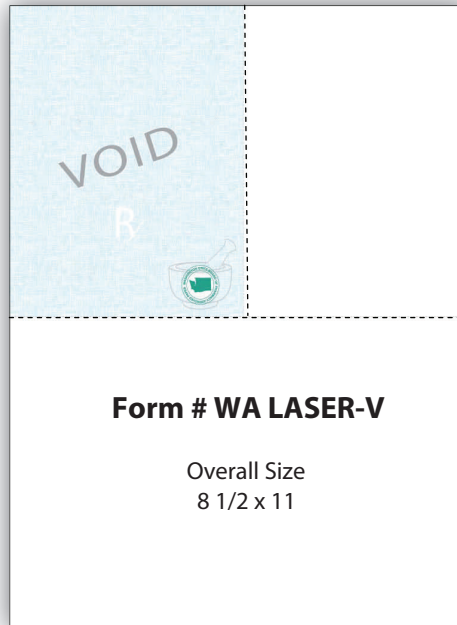 VOID
R
Form # WA LASER-V
Overall Size
8 1/2 x 11